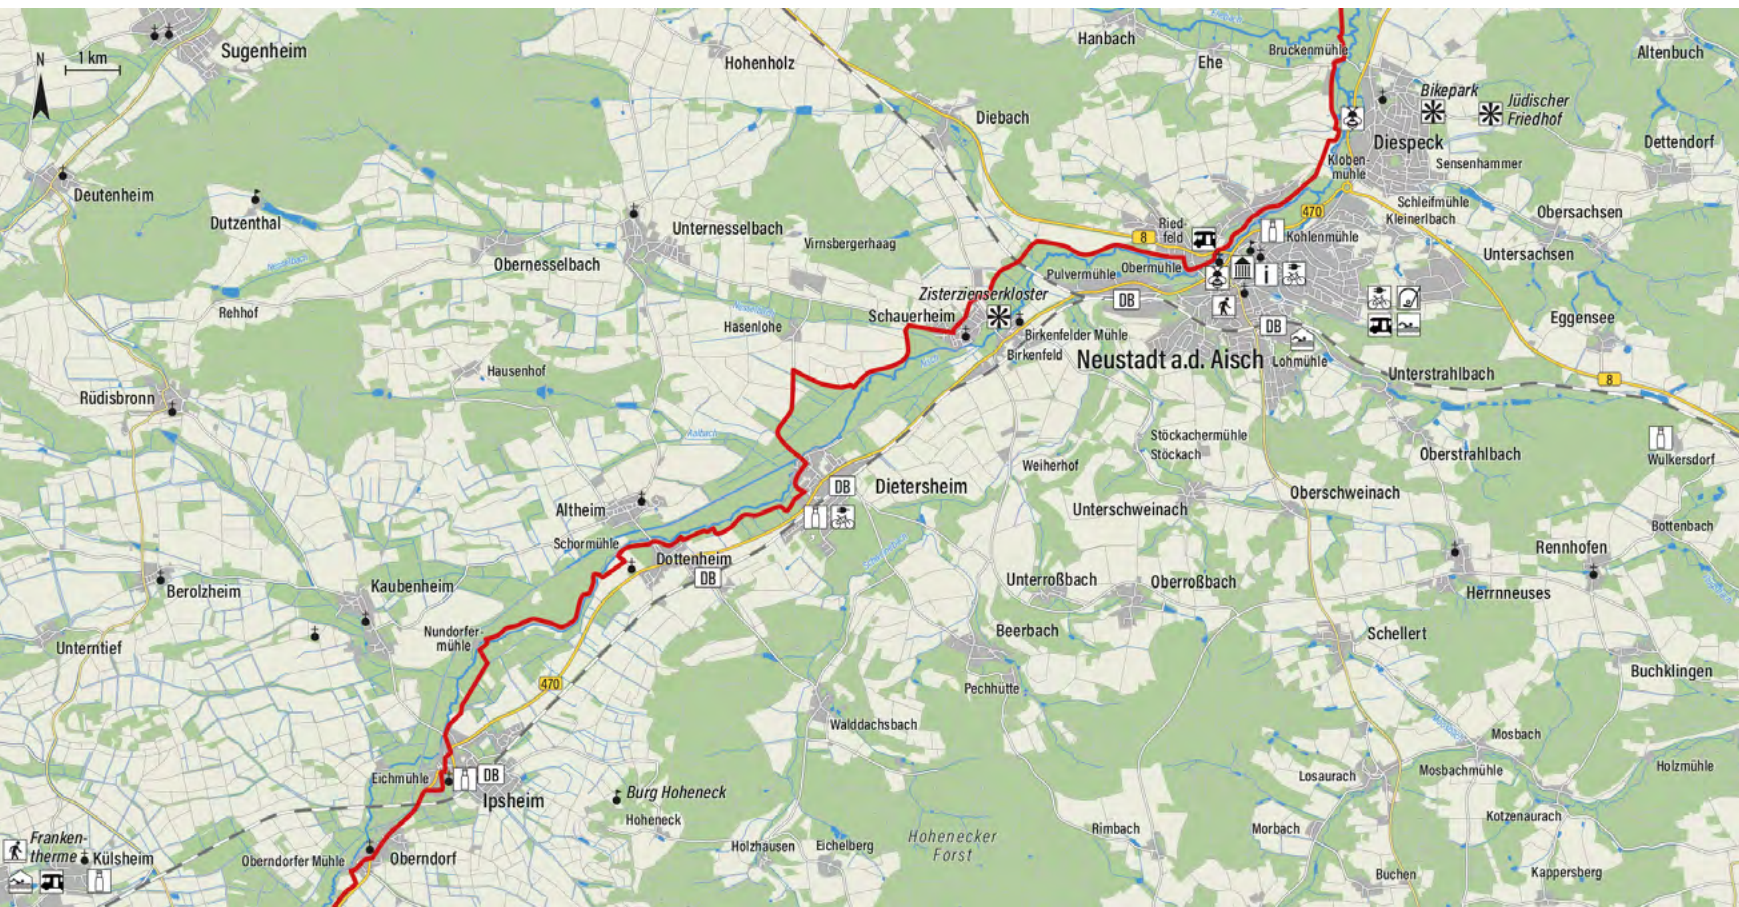 Sugenheim
N
1 km
Hohenholz
Hanbach
Ehe
Bruckenmühle
Altenbuch
Diebach
Bikepark
Jüdischer
Friedhof
Diespeck
Dettendorf
Kloben-
mühle
Sensenhammer
Deutenheim
Dutzenthal
Unternesselbach
Virnsbergerhaag
Obernesselbach
Ried-
feld
8
470
Schleifmühle
Kleinerlbach
Obersachsen
Kohlenmühle
Untersachsen
Pulvermühle
Obermühle
Zisterzienserkloster
Schauerheim
DB
i
Rehhof
Hasenlohe
Birkenfelder Mühle
Birkenfeld
DB
Eggensee
Neustadt a.d. Aisch
Lohmühle
Unterstrahlbach
8
Hausenhof
Rüdisbronn
Aisch
Stöckachermühle
Stöckach
Oberstrahlbach
Wulkersdorf
Weiherhof
DB
Dietersheim
Oberschweinach
Altheim
Unterschweinach
Bottenbach
Schormühle
Dottenheim
DB
Rennhofen
Berolzheim
Kaubenheim
Unterroßbach
Oberroßbach
Herrnneuses
Nundorfer-
mühle
Beerbach
Schellert
Unterntief
470
Pechhütte
Buchklingen
Walddachsbach
Mosbach
Eichmühle
DB
Ipsheim
Losaurach
Mosbachmühle
Holzmühle
Burg Hoheneck
Hoheneck
Kotzenaurach
Franken-
therme
Külsheim
Oberndorfer Mühle
Oberndorf
Holzhausen
Eichelberg
Hohenecker
Forst
Rimbach
Morbach
Buchen
Kappersberg